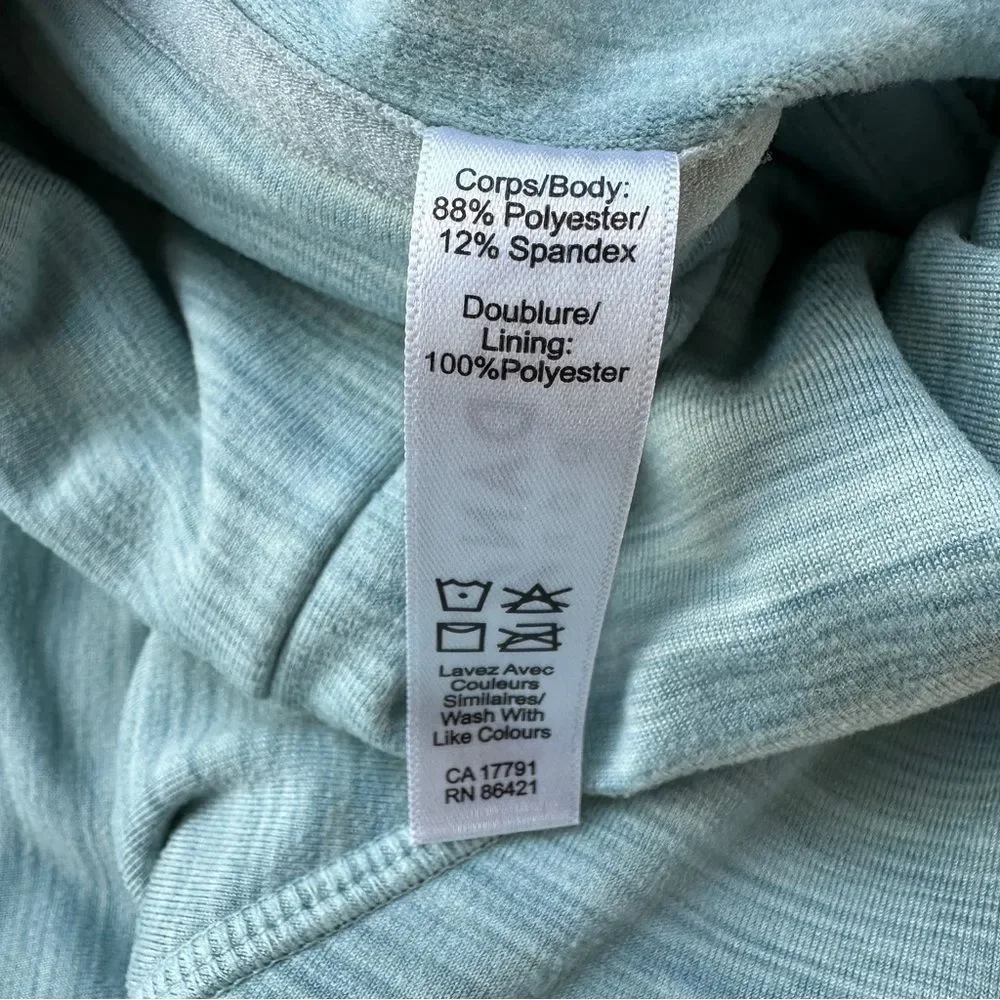 Corps/Body:
88% Polyester/
12% Spandex
Doublure/
Lining:
100%Polyester
Lavez Avec
Couleurs
Similaires/
Wash With
Like Colours
CA 17791
RN 86421